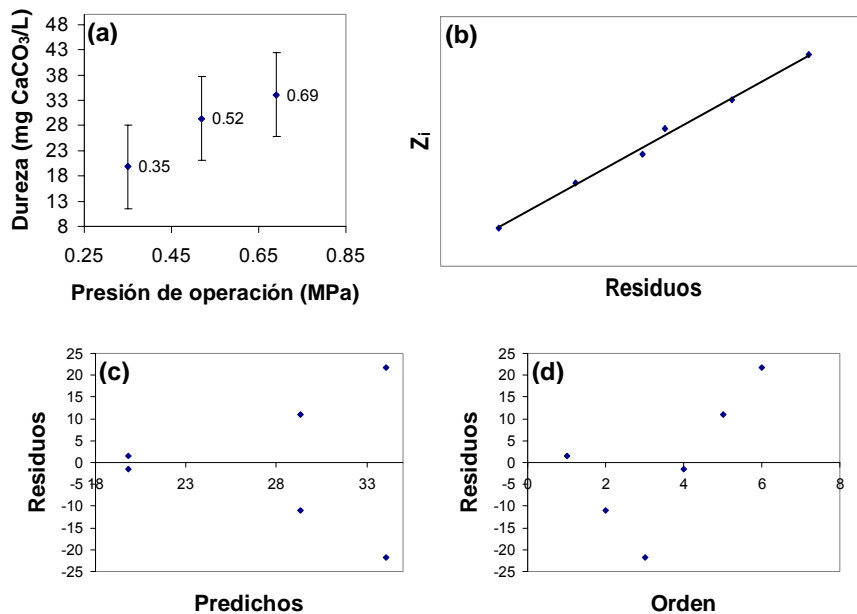 (a)
Dureza (mg CaCO3/L)
48
43
38
33
28
23
18
13
8
0.35
0.52
0.69
0.25 0.45 0.65 0.85
Presión de operación (MPa)
(b)
Zi
Residuos
(c)
Residuos
25
20
15
10
5
0
-5
-10
-15
-20
-25
18 23 28 33
Predichos
(d)
Residuos
25
20
15
10
5
0
-5
-10
-15
-20
-25
0 2 4 6 8
Orden